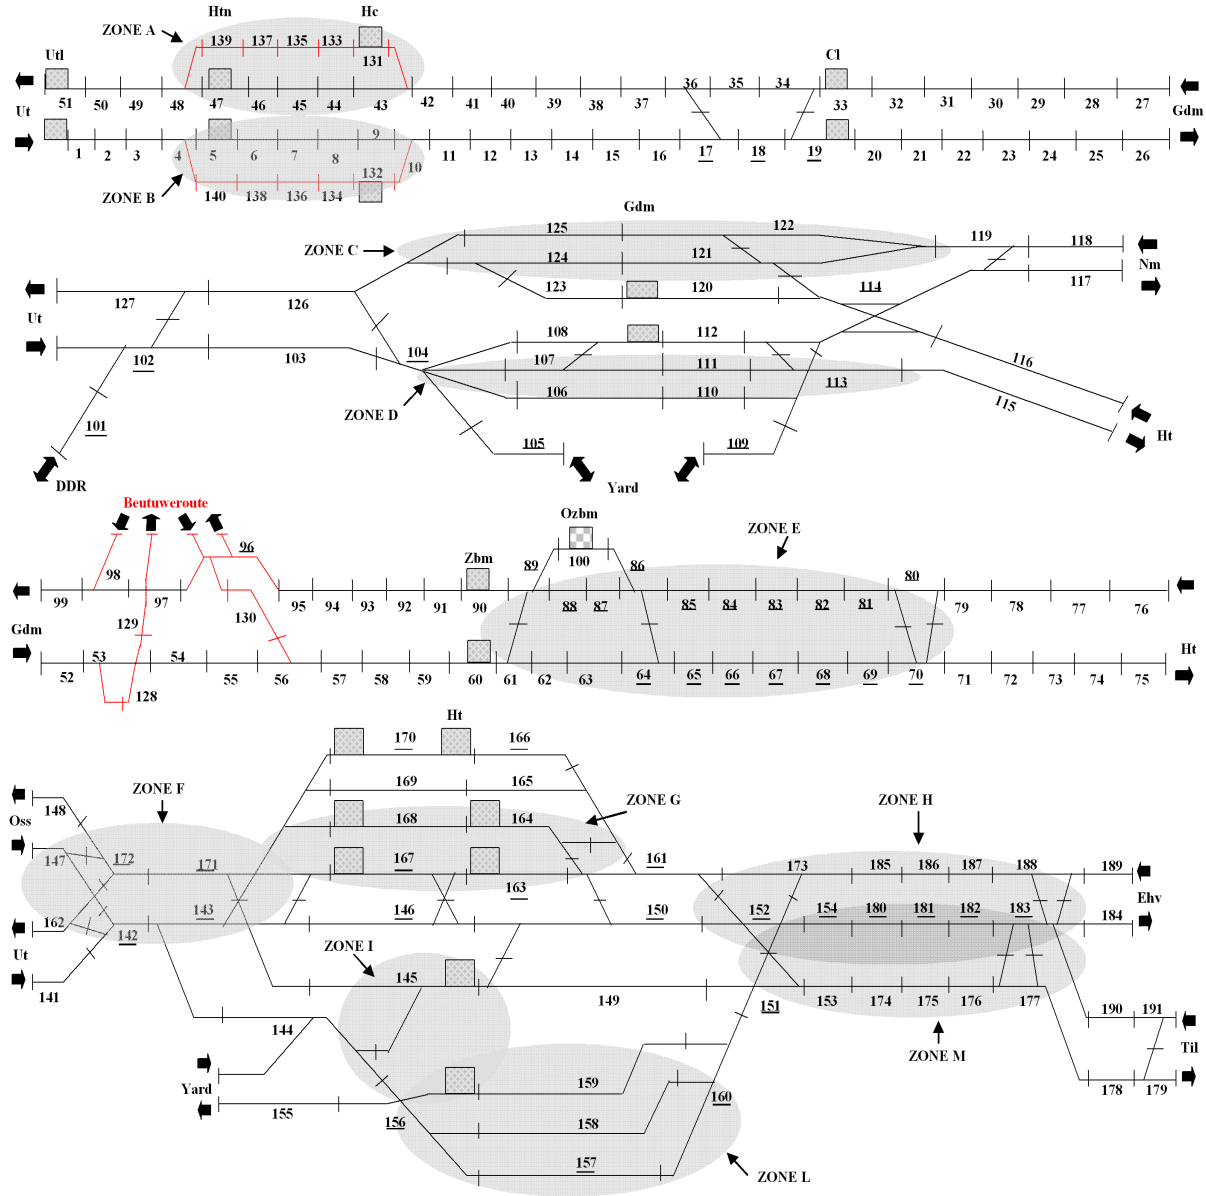 Htn Hc
ZONE A
139 137 135 133
131
Utl Cl
51 50 49 48 47 46 45 44 43 42 41 40 39 38 37 36 35 34 33 32 31 30 29 28 27
Ut Gdm
1 2 3 4 5 6 7 8 9 10 11 12 13 14 15 16 17 18 19 20 21 22 23 24 25 26
132
140 138 136 134
ZONE B
Gdm
125 122
ZONE C 119 118
124 121
Nm
123 120 114 117
127 126
Ut
108 112
102 103 104 107 111 116
113
106 110
ZONE D 115
101
105 109 Ht
DDR Yard
Beutuweroute
Ozbm ZONE E
96 Zbm
98 100
89 86 80
99 97 95 94 93 92 91 90 88 87 85 84 83 82 81 79 78 77 76
129 130
Gdm Ht
53 54
52 55 56 57 58 59 60 61 62 63 64 65 66 67 68 69 70 71 72 73 74 75
128
Ht
170 166
ZONE F
169 165 ZONE G ZONE H
148
Oss
168 164
147 172 171 167 161 173 185 186 187 188 189
163 Ehv
162 143 146 150 152 154 180 181 182 183 184
142
Ut ZONE I
145
141 149 151 153 174 175 176 177
144 190 191
ZONE M Til
Yard 159
155 160 178 179
156 158
157
ZONE L